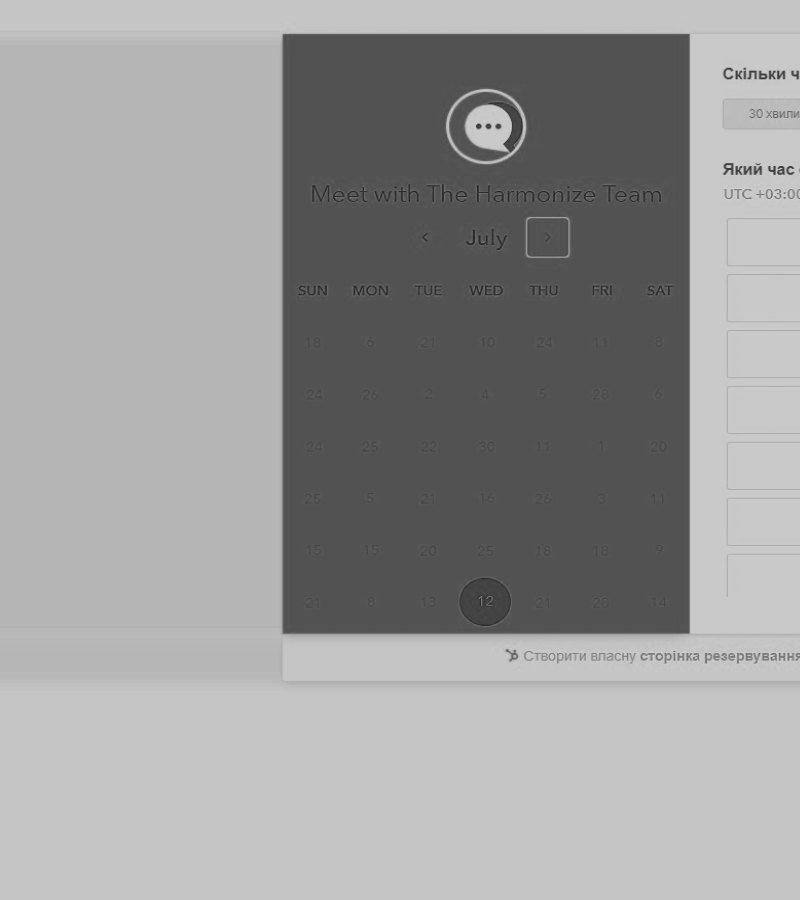 Скільки ч
30 хвили
Meet with The Harmonize Team
Який час
UTC +03:00
July
SUN MON TUE WED THU FRI SAT
18 6 21 10 24 11 8
24 26 2 4 5 28 6
24 25 22 30 11 1 20
25 5 21 16 26 3 11
15 15 20 25 18 18 9
21 8 13 12 21 28 14
Створити власну сторінка резервування